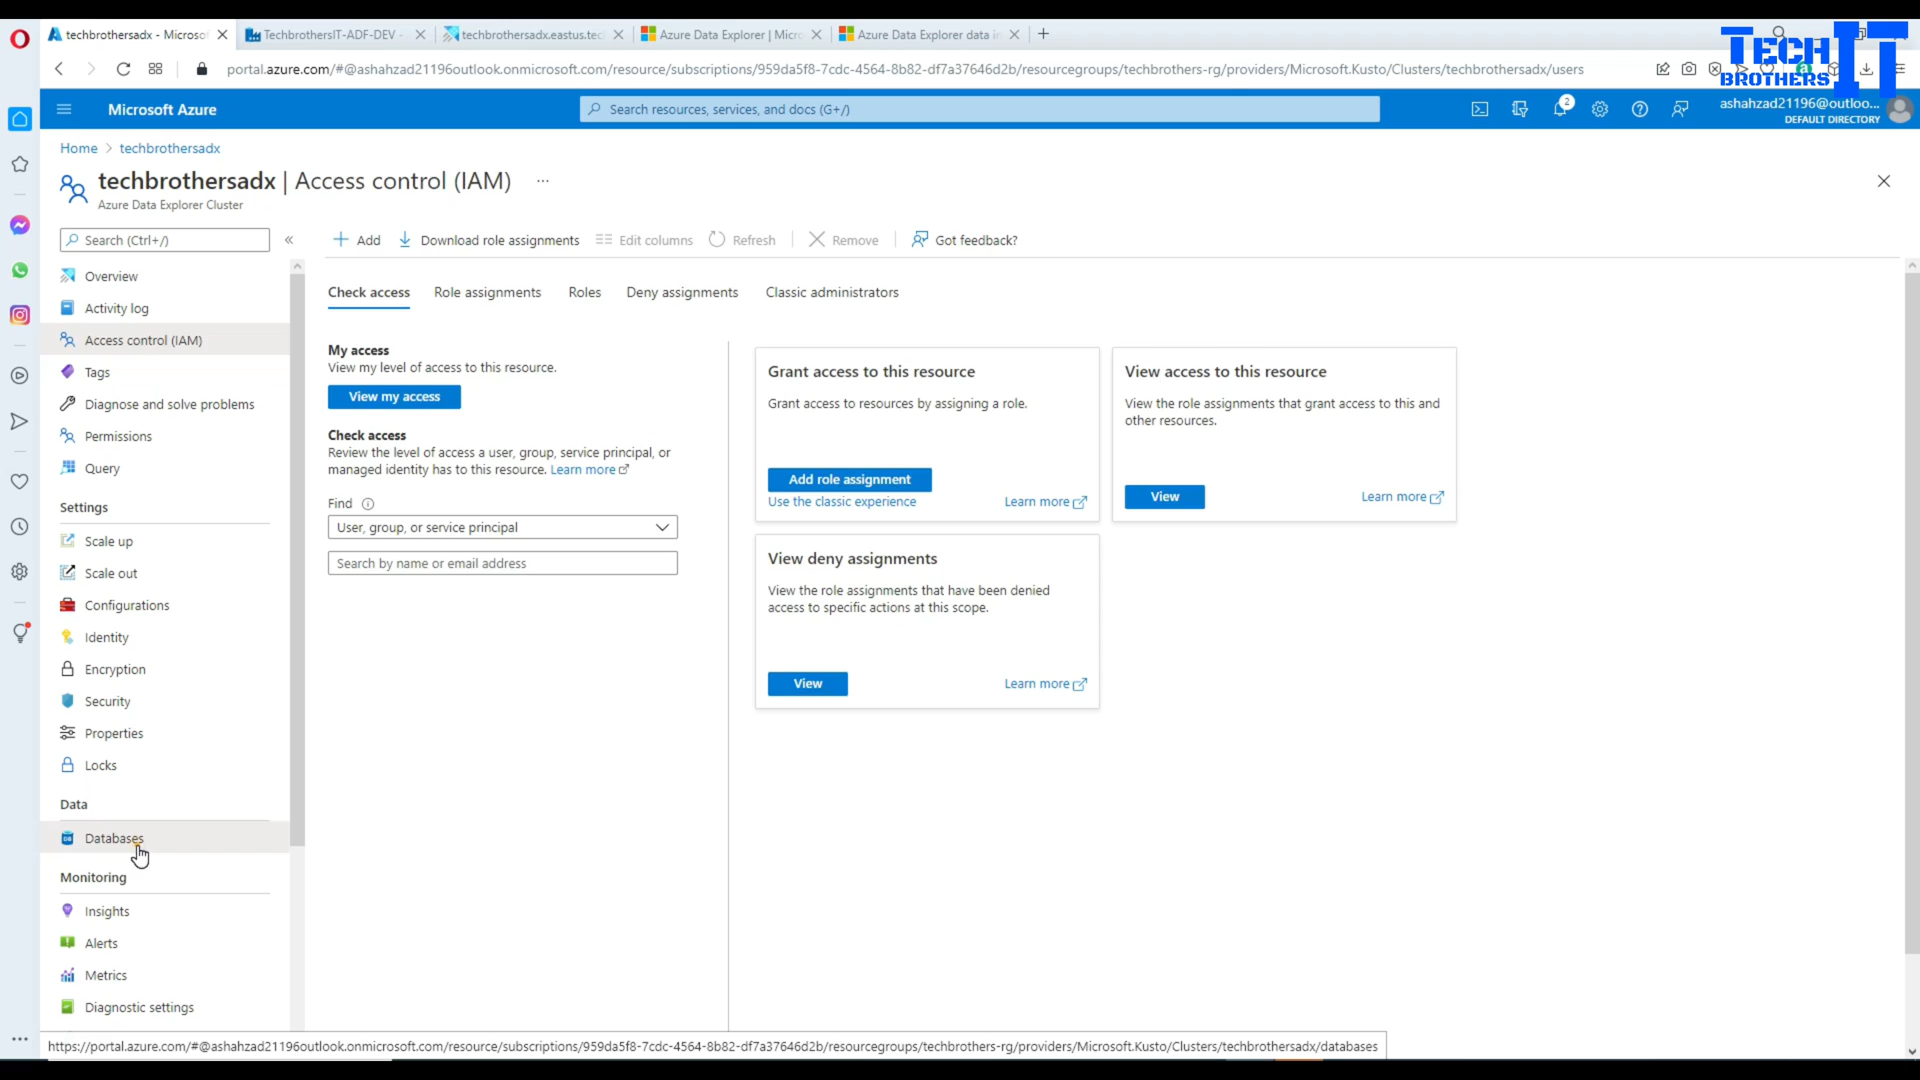 techbrothersadx - Microsof
TechbrothersIT-ADF-DEV -
techbrothersadx.eastus.tec
Azure Data Explorer | Micro
Azure Data Explorer data in
TECH IT
BROTHERS
portal.azure.com/#@ashahzad21196outlook.onmicrosoft.com/resource/subscriptions/959da5f8-7cdc-4564-8b82-df7a37646d2b/resourcegroups/techbrothers-rg/providers/Microsoft.Kusto/Clusters/techbrothersadx/users
Microsoft Azure
Search resources, services, and docs (G+/)
2
ashahzad21196@outloo...
DEFAULT DIRECTORY
Home > techbrothersadx
techbrothersadx | Access control (IAM) ...
Azure Data Explorer Cluster
Search (Ctrl+/)
«
Add
Download role assignments
Edit columns
Refresh
Remove
Got feedback?
Overview
Activity log
Access control (IAM)
Tags
Diagnose and solve problems
Permissions
Query
Settings
Scale up
Scale out
Configurations
Identity
Encryption
Security
Properties
Locks
Data
Databases
Monitoring
Insights
Alerts
Metrics
Diagnostic settings
Check access
Role assignments
Roles
Deny assignments
Classic administrators
My access
View my level of access to this resource.
View my access
Check access
Review the level of access a user, group, service principal, or
managed identity has to this resource. Learn more
Find
User, group, or service principal
Search by name or email address
Grant access to this resource
Grant access to resources by assigning a role.
Add role assignment
Use the classic experience
Learn more
View access to this resource
View the role assignments that grant access to this and
other resources.
View
Learn more
View deny assignments
View the role assignments that have been denied
access to specific actions at this scope.
View
Learn more
https://portal.azure.com/#@ashahzad21196outlook.onmicrosoft.com/resource/subscriptions/959da5f8-7cdc-4564-8b82-df7a37646d2b/resourcegroups/techbrothers-rg/providers/Microsoft.Kusto/Clusters/techbrothersadx/databases